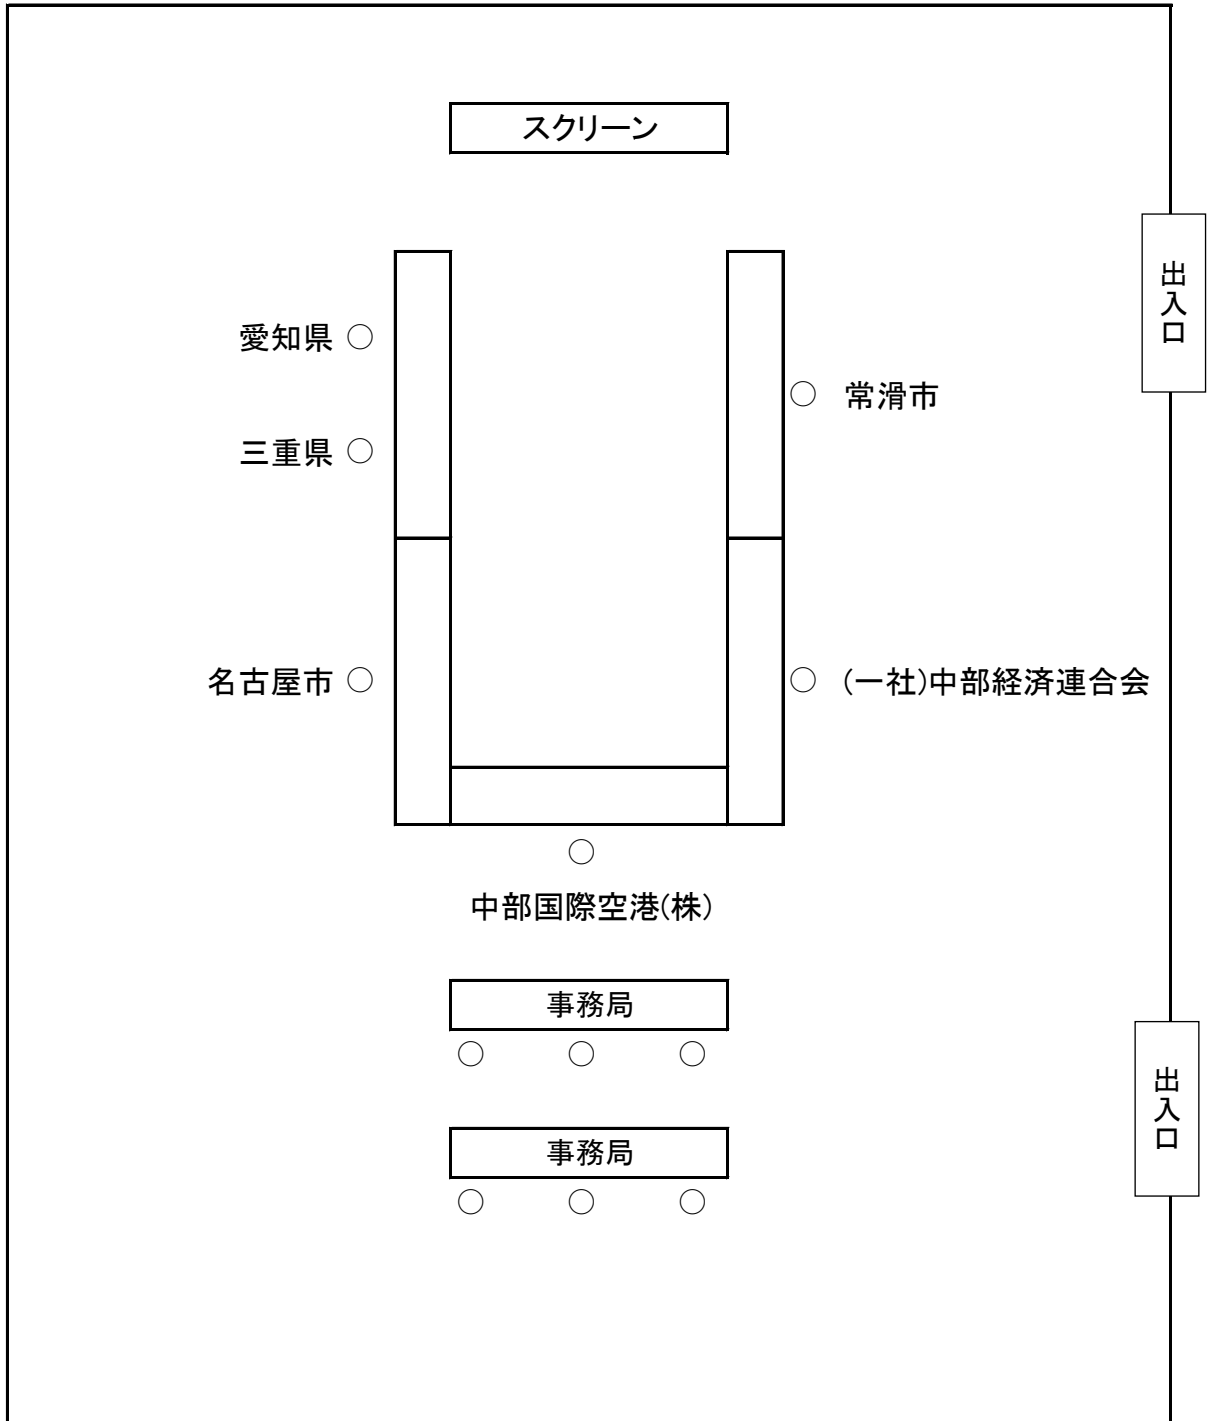 スクリーン
出入口
愛知県 ○
○ 常滑市
三重県 ○
名古屋市 ○
○ (一社)中部経済連合会
○
中部国際空港(株)
事務局
○ ○ ○
出入口
事務局
○ ○ ○